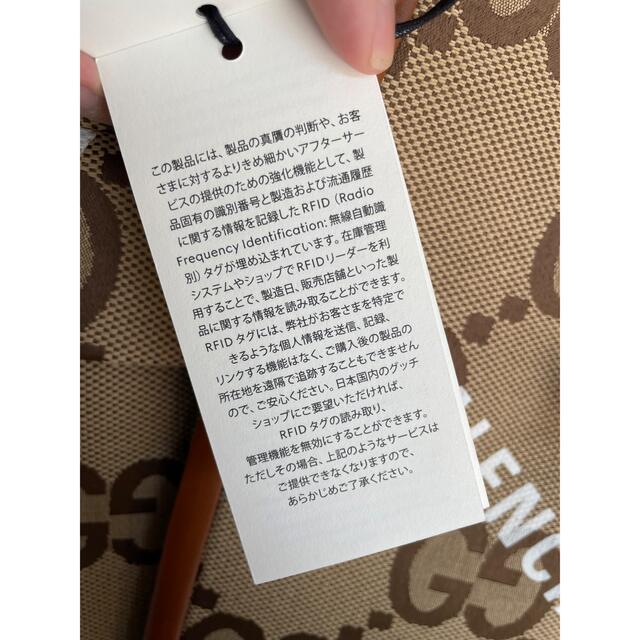 この製品には、製品の真贋の判断や、お客
さまに対するよりきめ細かいアフターサー
ビスの提供のための強化機能として、製
品固有の識別番号と製造および流通履歴
に関する情報を記録したRFID（Radio
Frequency Identification: 無線自動識
別）タグが埋め込まれています。在庫管理
システムやショップでRFIDリーダーを利
用することで、製造日、販売店舗といった製
品に関する情報を読み取ることができます。
RFIDタグには、弊社がお客さまを特定で
きるような個人情報を送信、記録、
リンクする機能はなく、ご購入後の製品の
所在地を遠隔で追跡することもできません
ので、ご安心ください。日本国内のグッチ
ショップにご要望いただければ、
RFIDタグの読み取り、
管理機能を無効にすることができます。
ただしその場合、上記のようなサービスは
ご提供できなくなりますので、
あらかじめご了承ください。
ALENCI